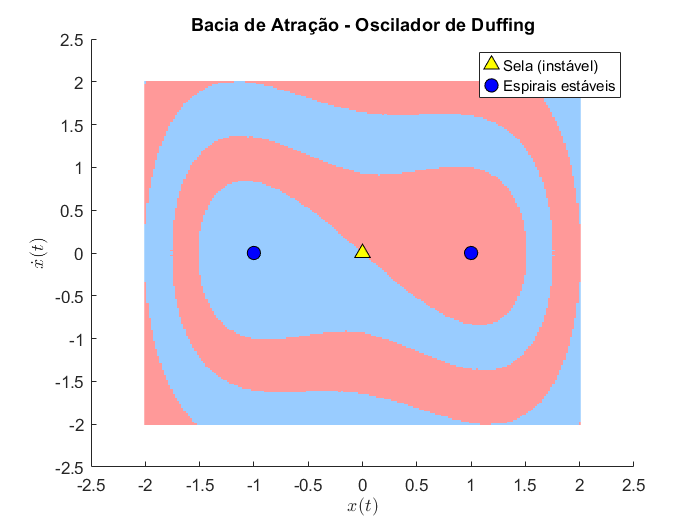 Bacia de Atração - Oscilador de Duffing
Sela (instável)
Espirais estáveis
2.5
2
1.5
1
0.5
0
-0.5
-1
-1.5
-2
-2.5
ẋ(t)
-2.5 -2 -1.5 -1 -0.5 0 0.5 1 1.5 2 2.5
x(t)